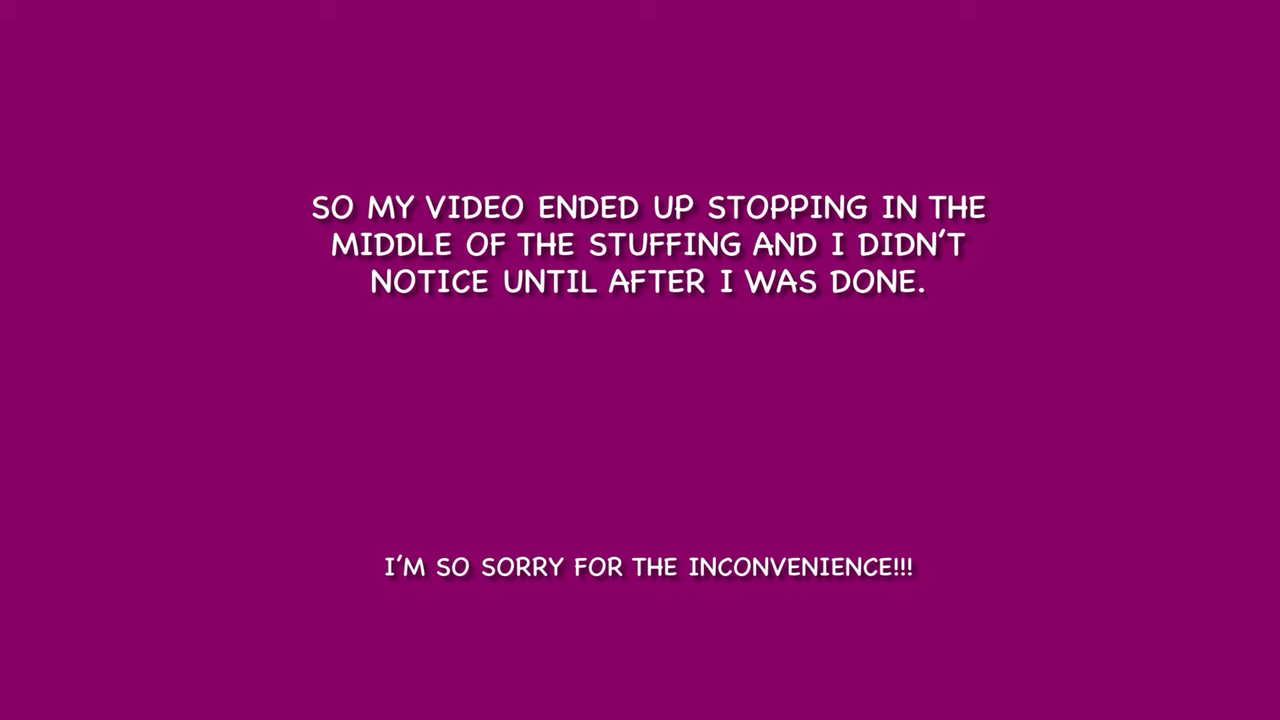 SO MY VIDEO ENDED UP STOPPING IN THE
MIDDLE OF THE STUFFING AND I DIDN'T
NOTICE UNTIL AFTER I WAS DONE.
I'M SO SORRY FOR THE INCONVENIENCE!!!